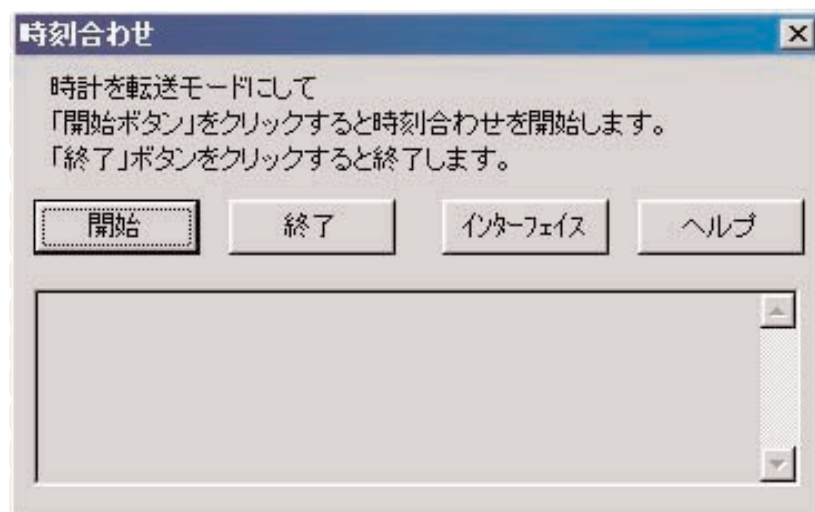 時刻合わせ
時計を転送モードにして
「開始ボタン」をクリックすると時刻合わせを開始します。
「終了」ボタンをクリックすると終了します。
開始 終了 インターフェイス ヘルプ